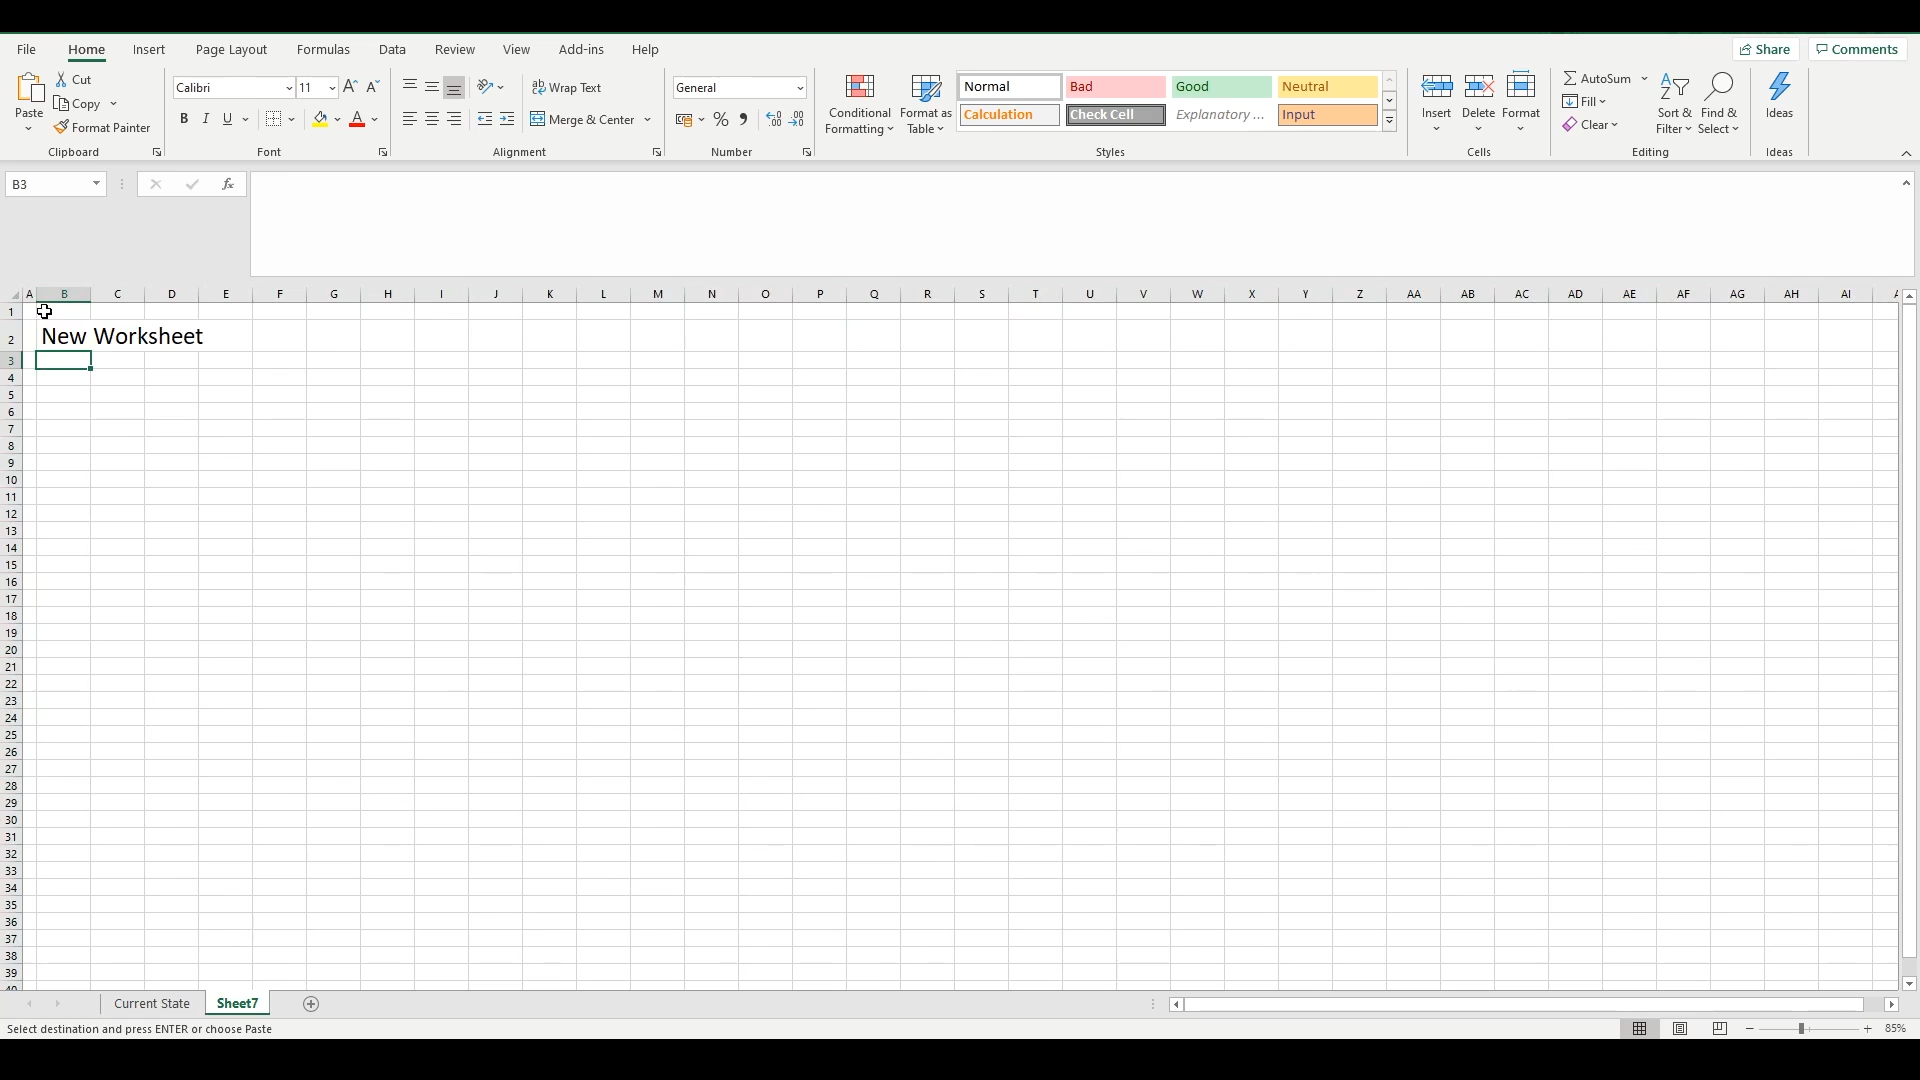 File Home Insert Page Layout Formulas Data Review View Add-ins Help Share Comments
Paste Cut Copy Format Painter Clipboard
Calibri 11 B I U A A Font
ab Wrap Text Merge & Center Alignment
General % Number
Conditional Formatting Format as Table
Normal Bad Good Neutral
Calculation Check Cell Explanatory ... Input
Styles
Insert Delete Format Cells
AutoSum Fill Clear Sort & Filter Find & Select Editing
Ideas Ideas
B3 fx
A B C D E F G H I J K L M N O P Q R S T U V W X Y Z AA AB AC AD AE AF AG AH AI
1
2 New Worksheet
3
4
5
6
7
8
9
10
11
12
13
14
15
16
17
18
19
20
21
22
23
24
25
26
27
28
29
30
31
32
33
34
35
36
37
38
39
Current State Sheet7
Select destination and press ENTER or choose Paste 85%